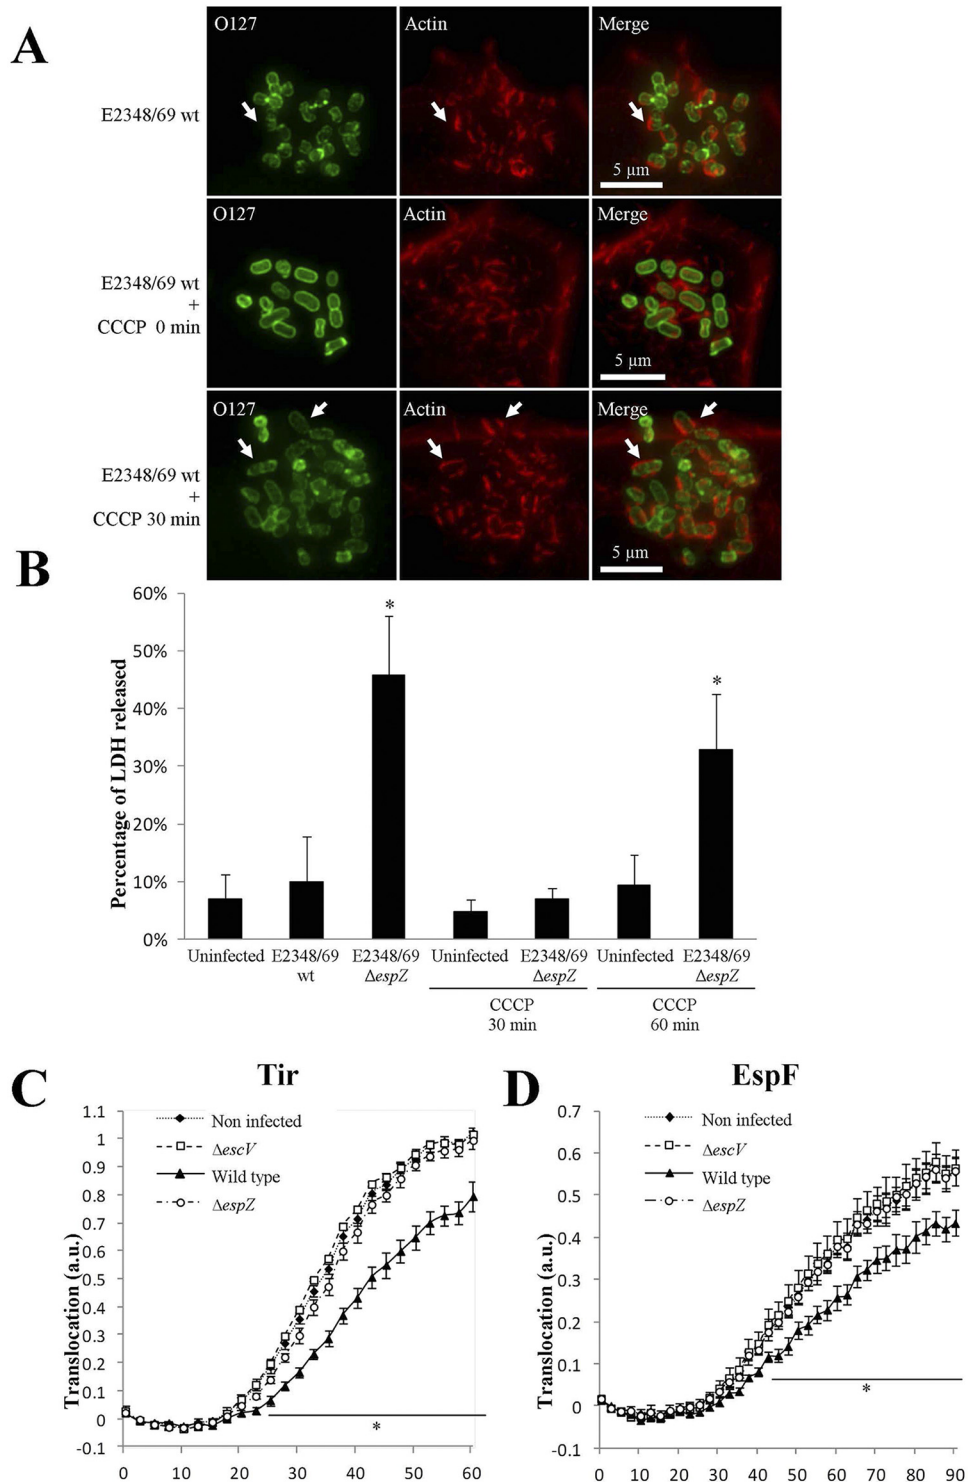 A
O127
Actin
Merge
E2348/69 wt
5 µm
O127
Actin
Merge
E2348/69 wt
+
CCCP 0 min
5 µm
O127
Actin
Merge
E2348/69 wt
+
CCCP 30 min
5 µm
B
Percentage of LDH released
60%
50%
40%
30%
20%
10%
0%
*
*
Uninfected
E2348/69
wt
E2348/69
ΔespZ
Uninfected
E2348/69
ΔespZ
Uninfected
E2348/69
ΔespZ
CCCP
30 min
CCCP
60 min
C
Tir
Translocation (a.u.)
1.1
1
0.9
0.8
0.7
0.6
0.5
0.4
0.3
0.2
0.1
0
-0.1
Non infected
ΔescV
Wild type
ΔespZ
*
0 10 20 30 40 50 60
D
EspF
Translocation (a.u.)
0.7
0.6
0.5
0.4
0.3
0.2
0.1
0
-0.1
Non infected
ΔescV
Wild type
ΔespZ
*
0 10 20 30 40 50 60 70 80 90